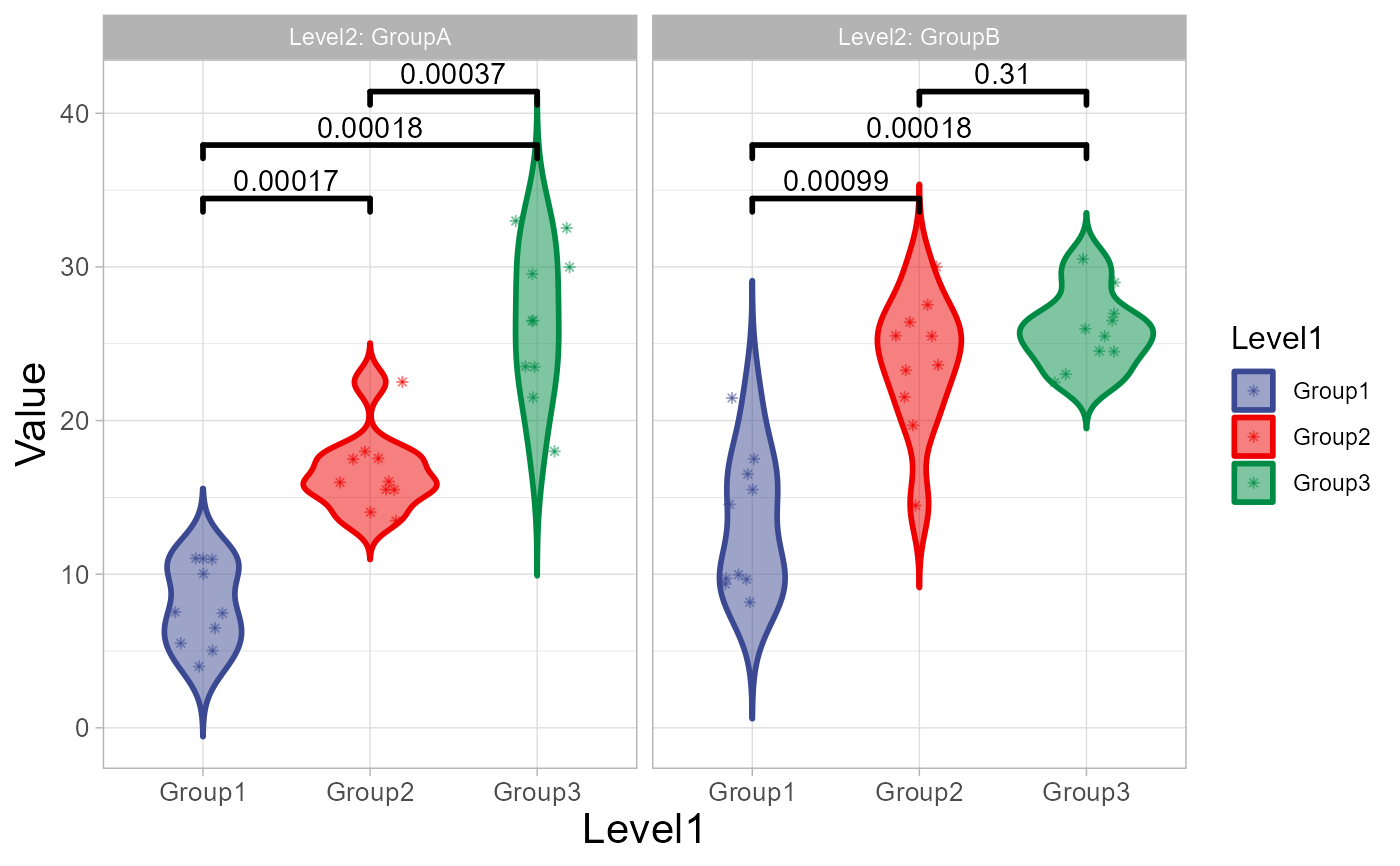 Level2: GroupA
Level2: GroupB
0.00037
0.31
0.00018
0.00018
0.00017
0.00099
40
30
20
10
0
Value
Group1
Group2
Group3
Group1
Group2
Group3
Level1
Level1
Group1
Group2
Group3